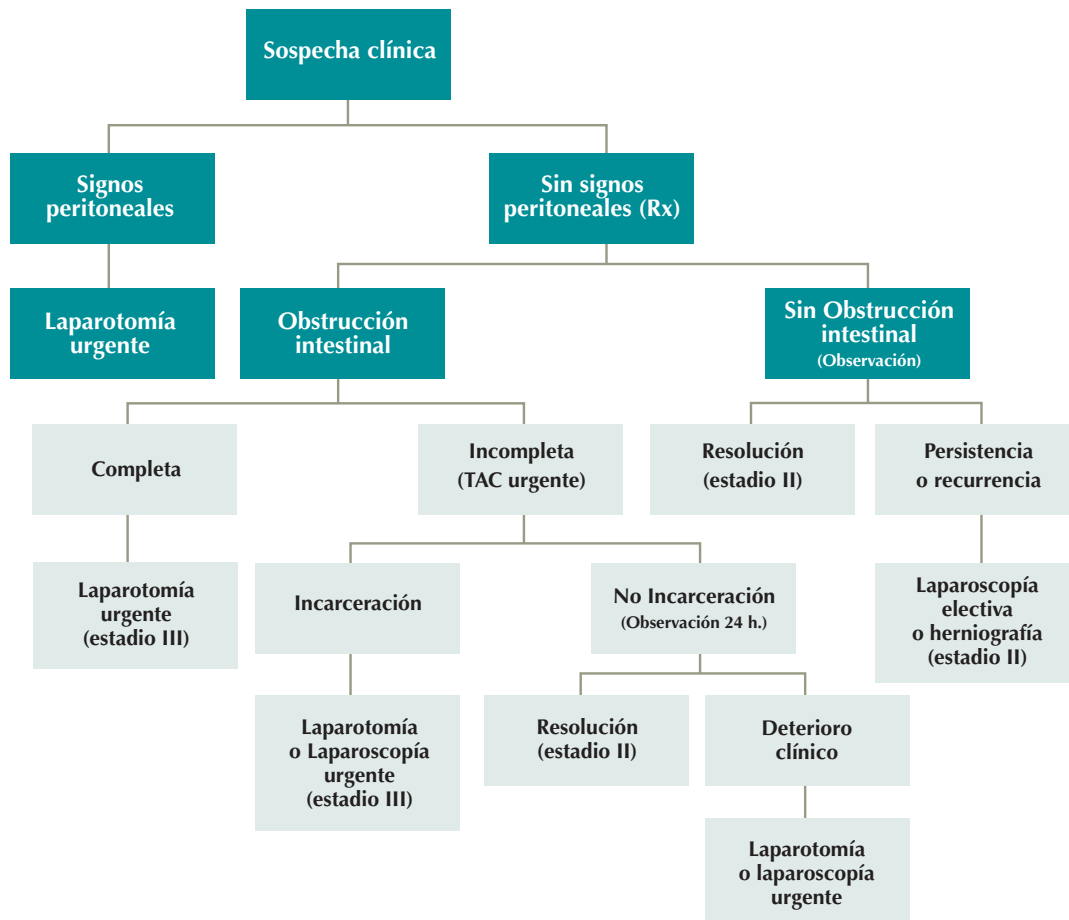 Sospecha clínica
Signos
peritoneales
Sin signos
peritoneales (Rx)
Laparotomía
urgente
Obstrucción
intestinal
Sin Obstrucción
intestinal
(Observación)
Completa
Incompleta
(TAC urgente)
Resolución
(estadio II)
Persistencia
o recurrencia
Laparotomía
urgente
(estadio III)
Incarceración
No Incarceración
(Observación 24 h.)
Laparoscopía
electiva
o herniografía
(estadio II)
Laparotomía
o Laparoscopía
urgente
(estadio III)
Resolución
(estadio II)
Deterioro
clínico
Laparotomía
o laparoscopía
urgente